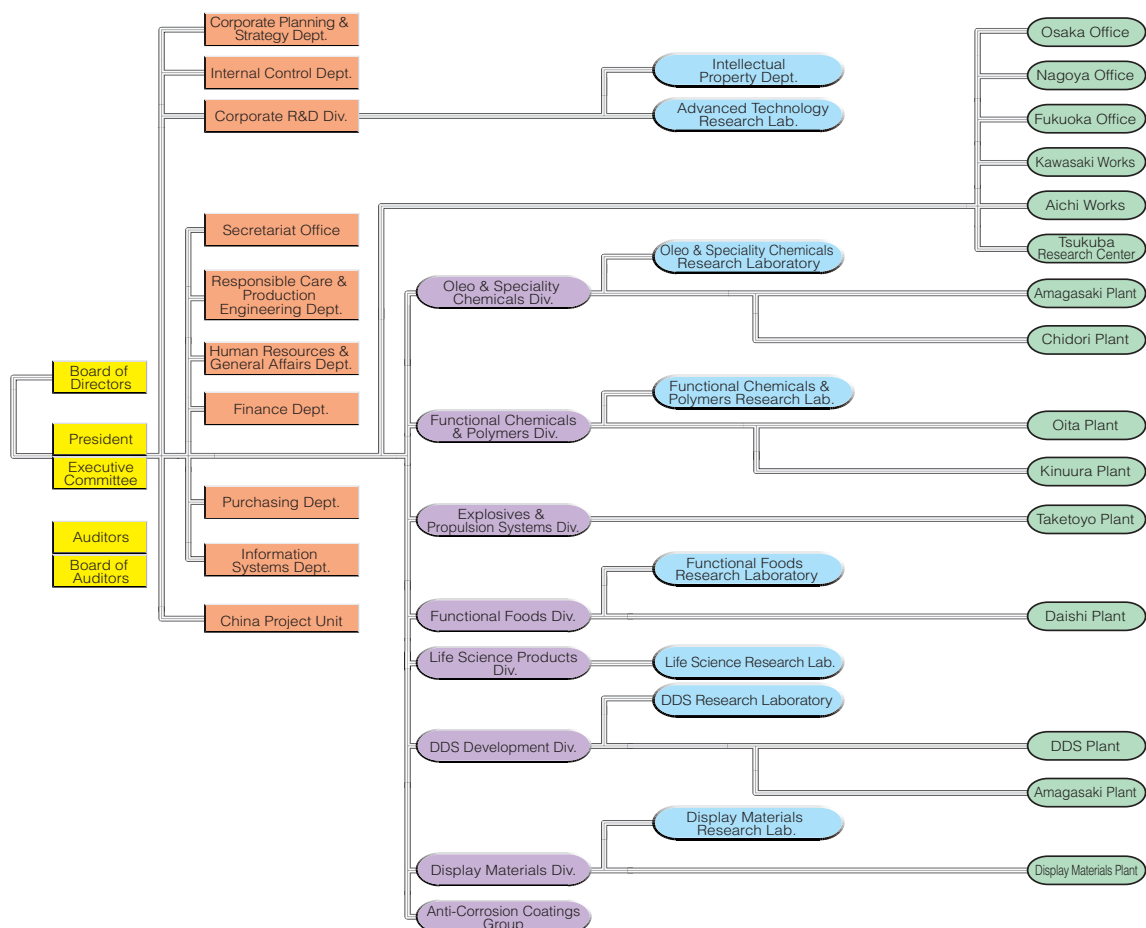 Corporate Planning &
Strategy Dept.
Internal Control Dept.
Corporate R&D Div.
Intellectual
Property Dept.
Advanced Technology
Research Lab.
Osaka Office
Nagoya Office
Fukuoka Office
Kawasaki Works
Aichi Works
Tsukuba
Research Center
Secretariat Office
Responsible Care &
Production
Engineering Dept.
Human Resources &
General Affairs Dept.
Finance Dept.
Board of
Directors
President
Executive
Committee
Auditors
Board of
Auditors
Purchasing Dept.
Information
Systems Dept.
China Project Unit
Oleo & Speciality
Chemicals Div.
Oleo & Speciality Chemicals
Research Laboratory
Amagasaki Plant
Chidori Plant
Functional Chemicals
& Polymers Div.
Functional Chemicals &
Polymers Research Lab.
Oita Plant
Kinuura Plant
Explosives &
Propulsion Systems Div.
Taketoyo Plant
Functional Foods Div.
Functional Foods
Research Laboratory
Daishi Plant
Life Science Products
Div.
Life Science Research Lab.
DDS Development Div.
DDS Research Laboratory
DDS Plant
Amagasaki Plant
Display Materials Div.
Display Materials
Research Lab.
Display Materials Plant
Anti-Corrosion Coatings
Group